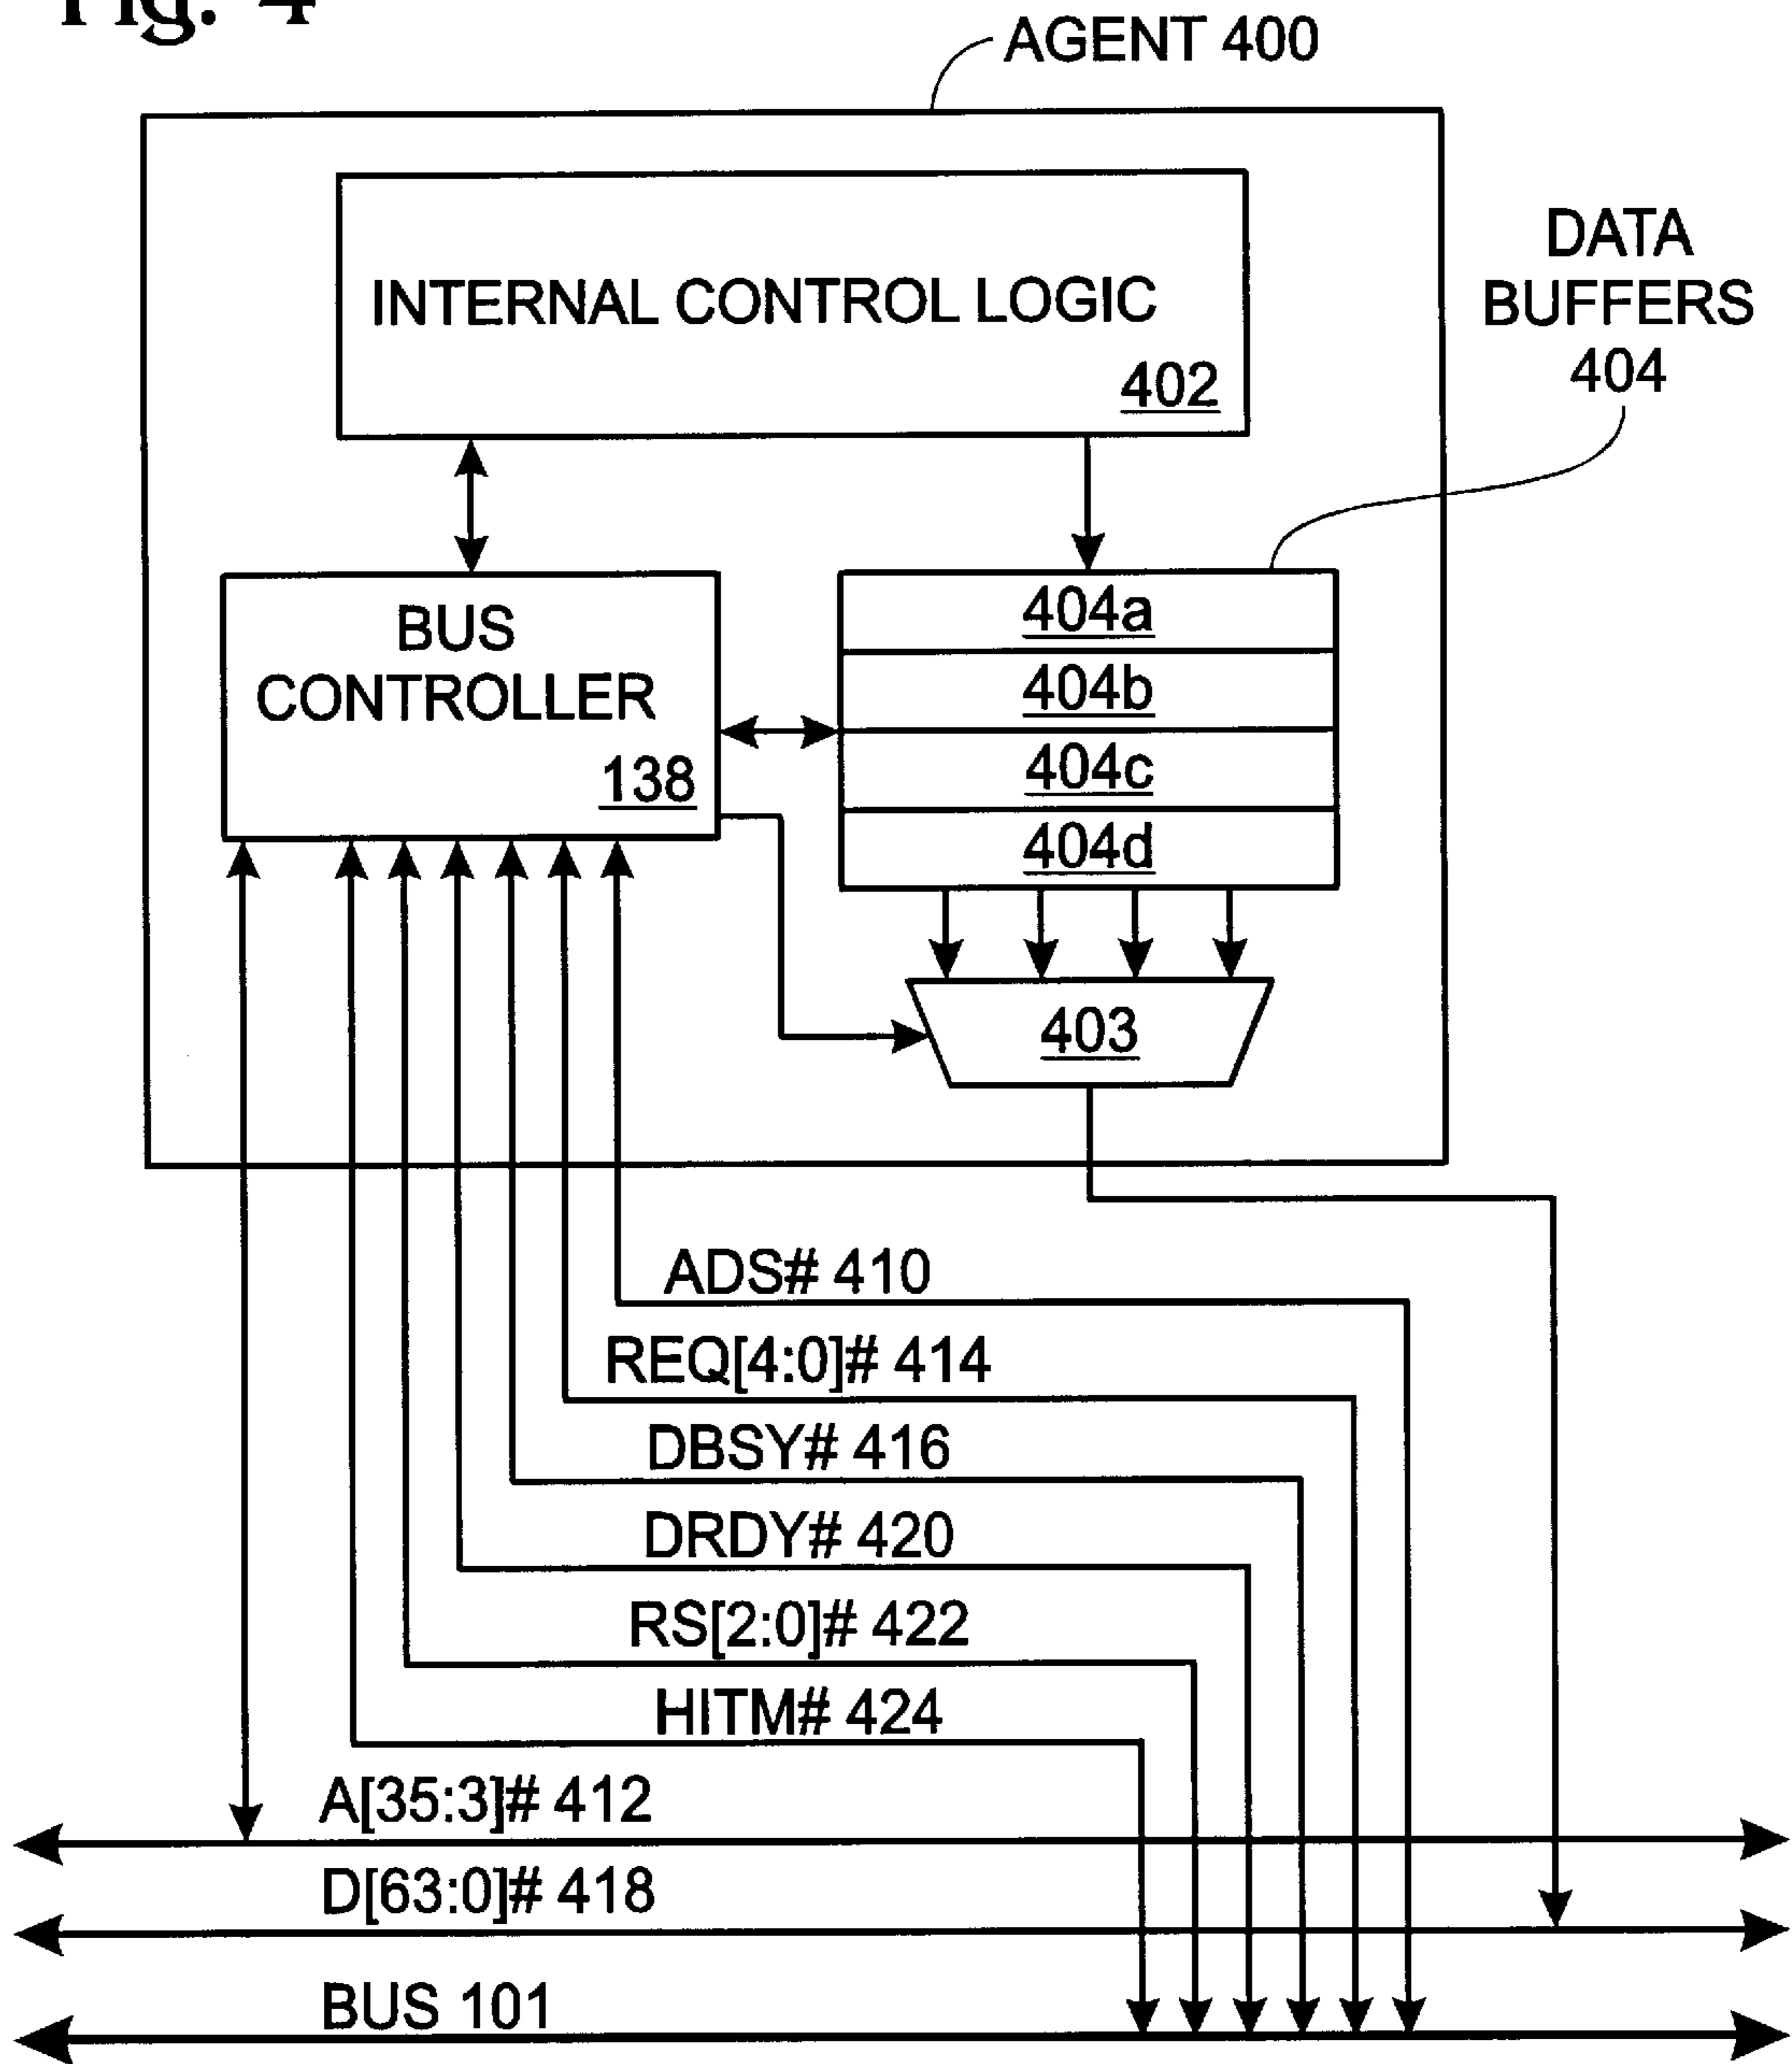 Fig. 4
AGENT 400
INTERNAL CONTROL LOGIC
402
DATA
BUFFERS
404
BUS
CONTROLLER
138
404a
404b
404c
404d
403
ADS# 410
REQ[4:0]# 414
DBSY# 416
DRDY# 420
RS[2:0]# 422
HITM# 424
A[35:3]# 412
D[63:0]# 418
BUS 101